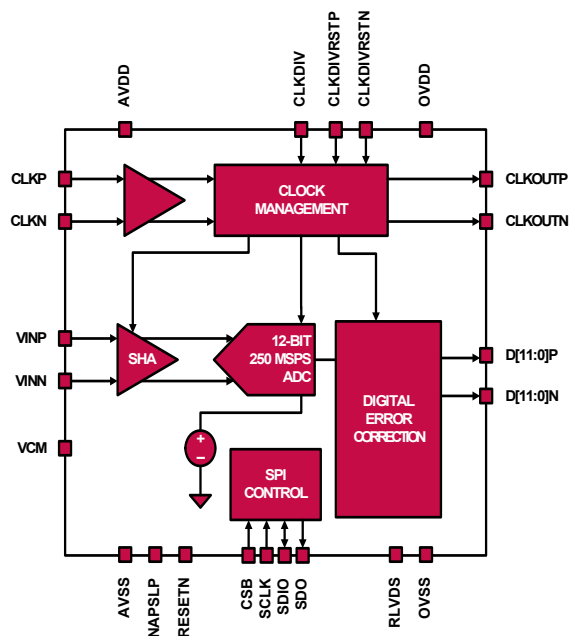 AVDD
CLKDIV
CLKDIVRSTP
CLKDIVRSTN
OVDD
CLKP
CLKN
CLOCK
MANAGEMENT
CLKOUTP
CLKOUTN
VINP
VINN
SHA
12-BIT
250 MSPS
ADC
D[11:0]P
D[11:0]N
DIGITAL
ERROR
CORRECTION
VCM
+
−
SPI
CONTROL
AVSS
NAPSLP
RESETN
CSB
SCLK
SDIO
SDO
RLVDS
OVSS